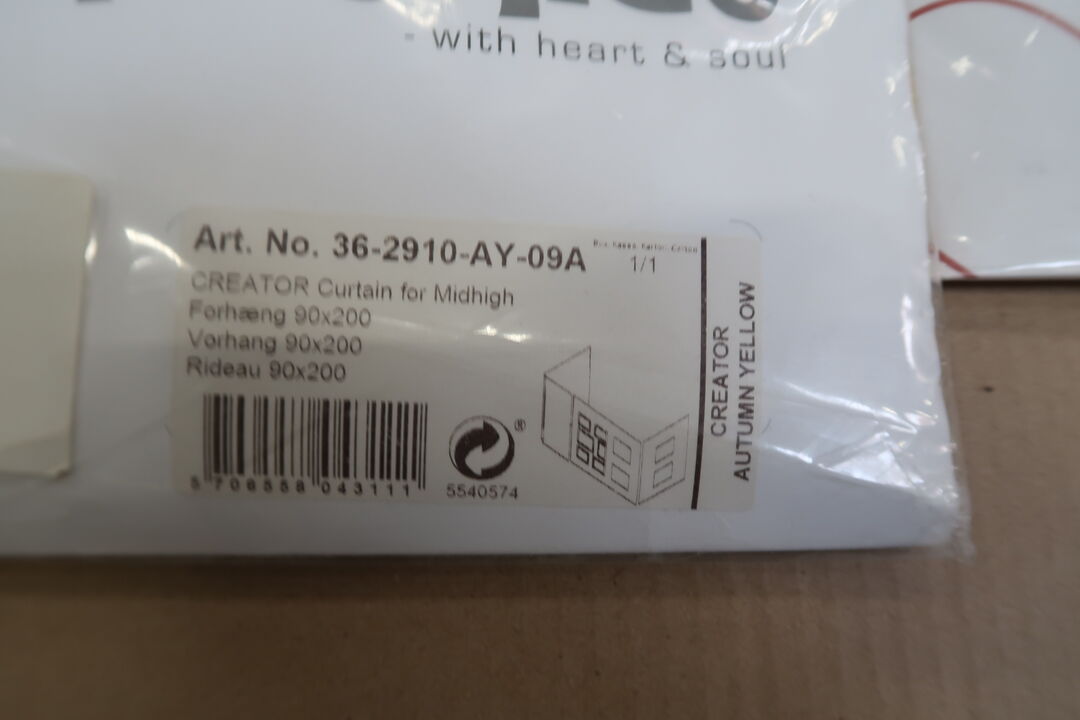 - with heart & soul
Art. No. 36-2910-AY-09A
1/1
CREATOR Curtain for Midhigh
Forhæng 90x200
Vorhang 90x200
Rideau 90x200
5 706558 043111
®
5540574
CREATOR
AUTUMN YELLOW